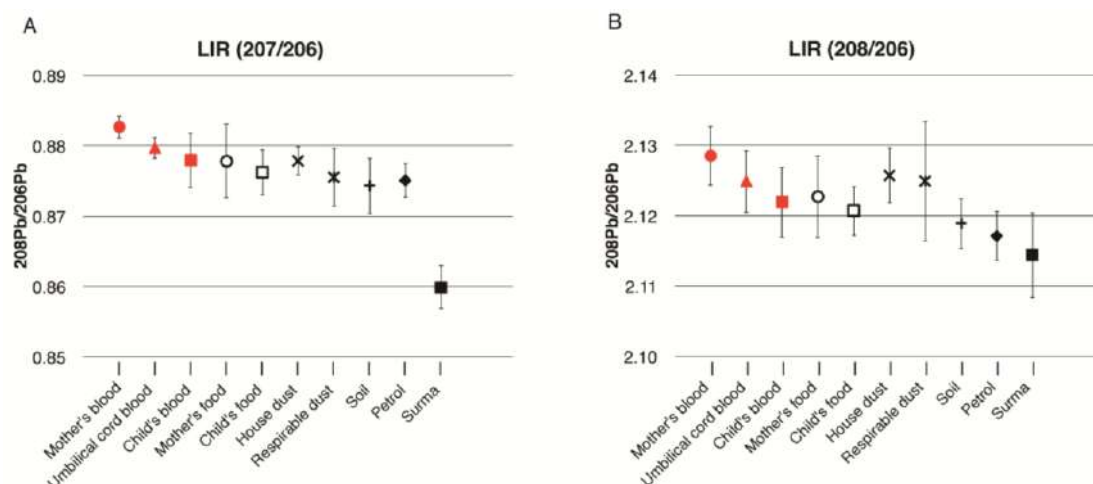 A
LIR (207/206)
208Pb/206Pb
0.89
0.88
0.87
0.86
0.85
Mother's blood
Umbilical cord blood
Child's blood
Mother's food
Child's food
House dust
Respirable dust
Soil
Petrol
Surma
B
LIR (208/206)
208Pb/206Pb
2.14
2.13
2.12
2.11
2.10
Mother's blood
Umbilical cord blood
Child's blood
Mother's food
Child's food
House dust
Respirable dust
Soil
Petrol
Surma